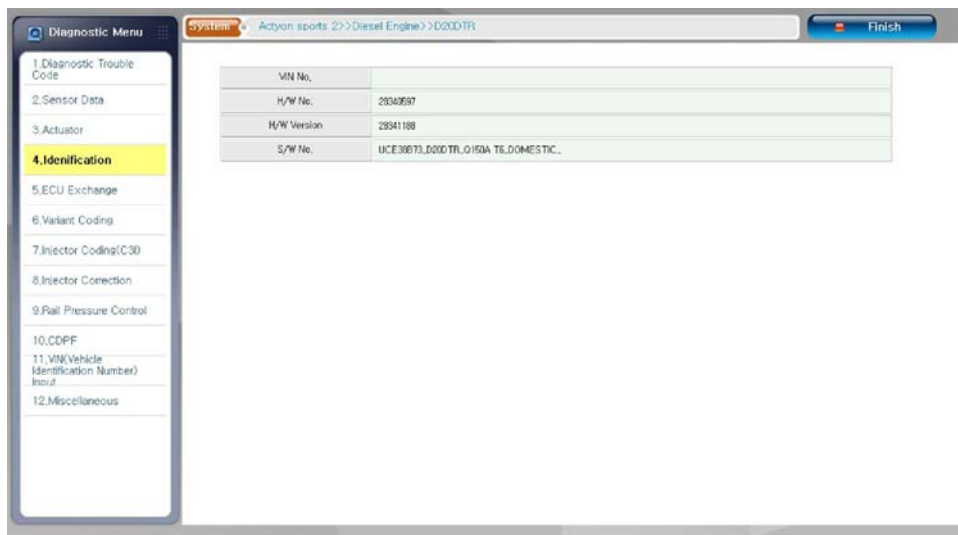 Diagnostic Menu
System
Actyon sports 2>>Diesel Engine>>D20DTR
Finish
1.Diagnostic Trouble
Code
2.Sensor Data
3.Actuator
4.Idenification
5.ECU Exchange
6.Variant Coding
7.Injector Coding(C3I)
8.Injector Correction
9.Rail Pressure Control
10.CDPF
11.VIN(Vehicle
Identification Number)
Input
12.Miscellaneous
VIN No.
H/W No. 28340597
H/W Version 28341188
S/W No.